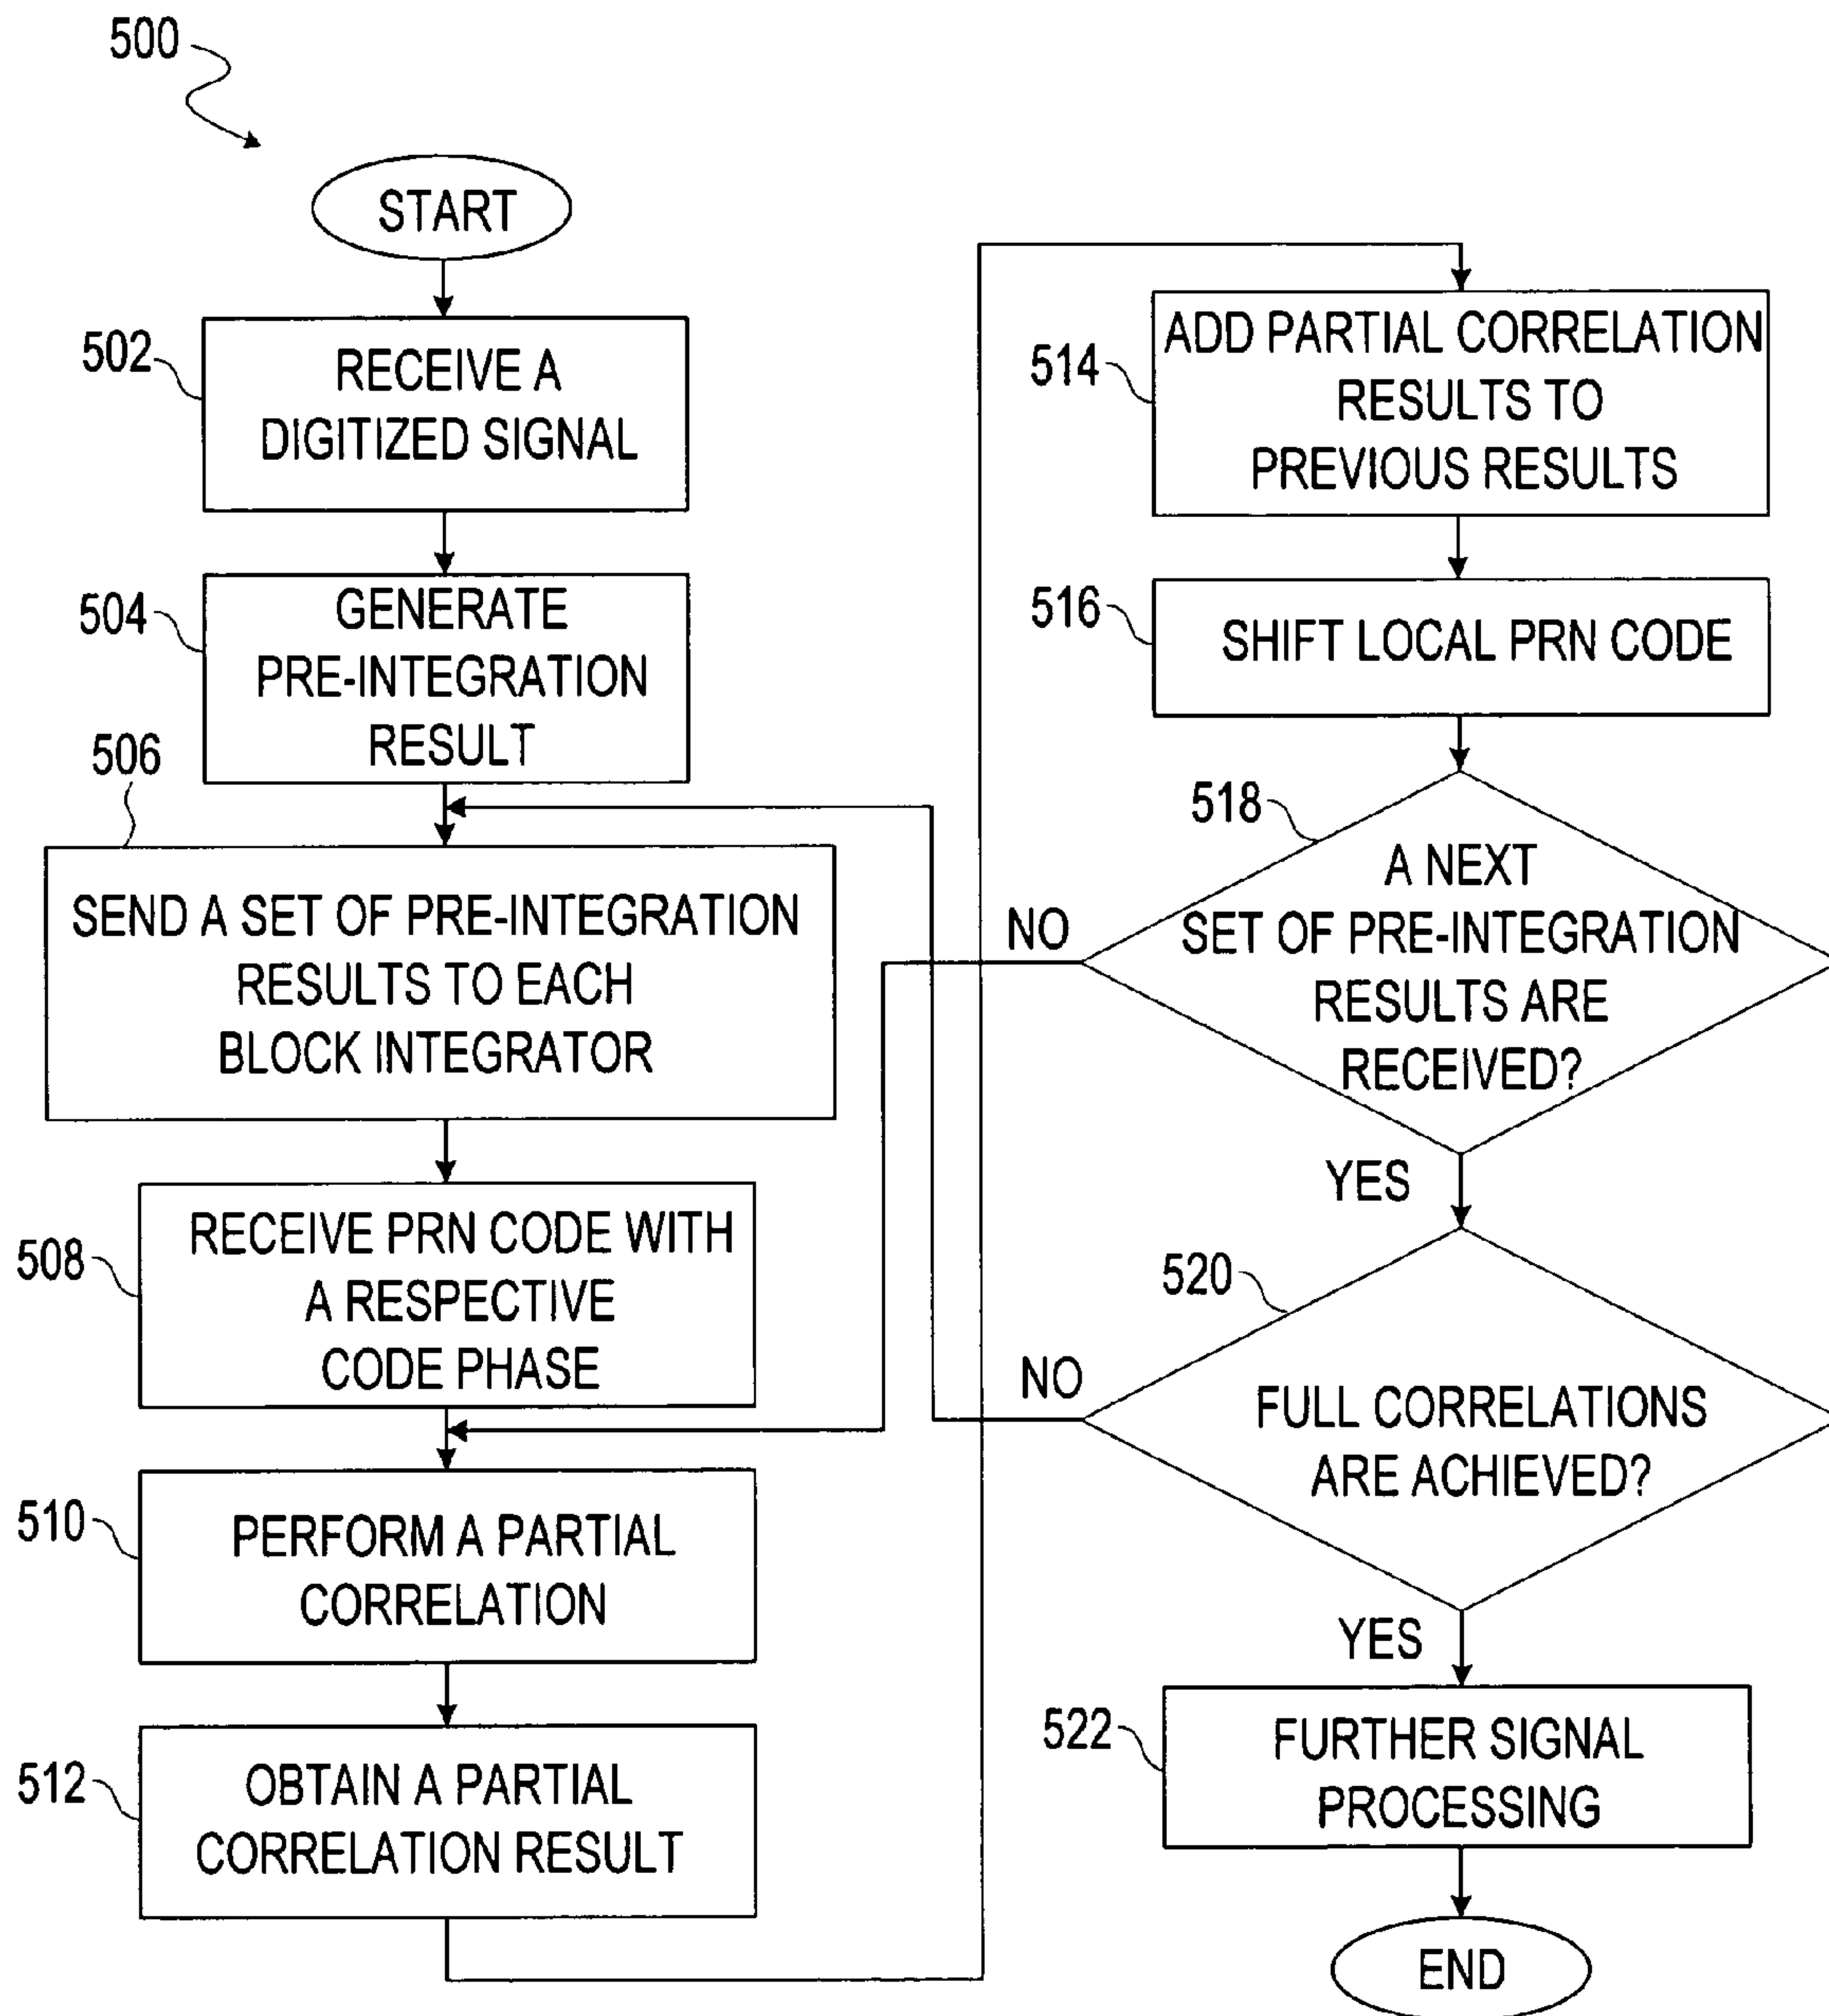 500
START
502
RECEIVE A
DIGITIZED SIGNAL
504
GENERATE
PRE-INTEGRATION
RESULT
506
SEND A SET OF PRE-INTEGRATION
RESULTS TO EACH
BLOCK INTEGRATOR
508
RECEIVE PRN CODE WITH
A RESPECTIVE
CODE PHASE
510
PERFORM A PARTIAL
CORRELATION
512
OBTAIN A PARTIAL
CORRELATION RESULT
514
ADD PARTIAL CORRELATION
RESULTS TO
PREVIOUS RESULTS
516
SHIFT LOCAL PRN CODE
518
A NEXT
SET OF PRE-INTEGRATION
RESULTS ARE
RECEIVED?
NO
YES
520
FULL CORRELATIONS
ARE ACHIEVED?
NO
YES
522
FURTHER SIGNAL
PROCESSING
END